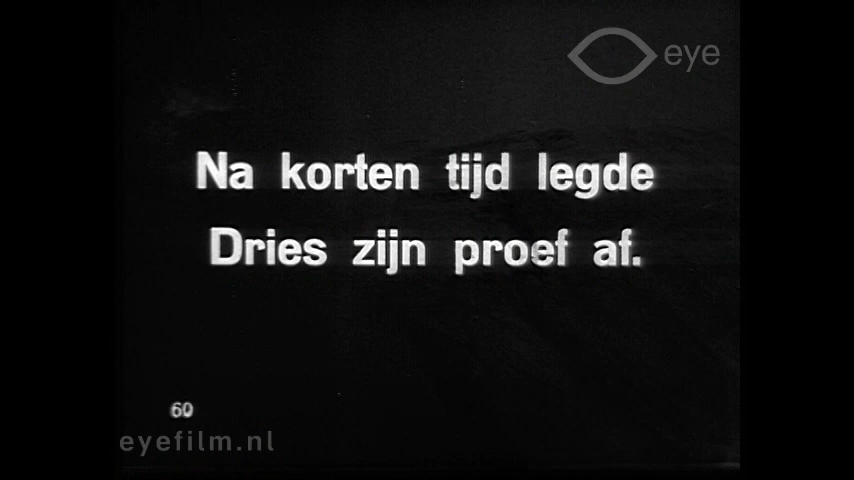 eye
Na korten tijd legde
Dries zijn proef af.
60
eyefilm.nl